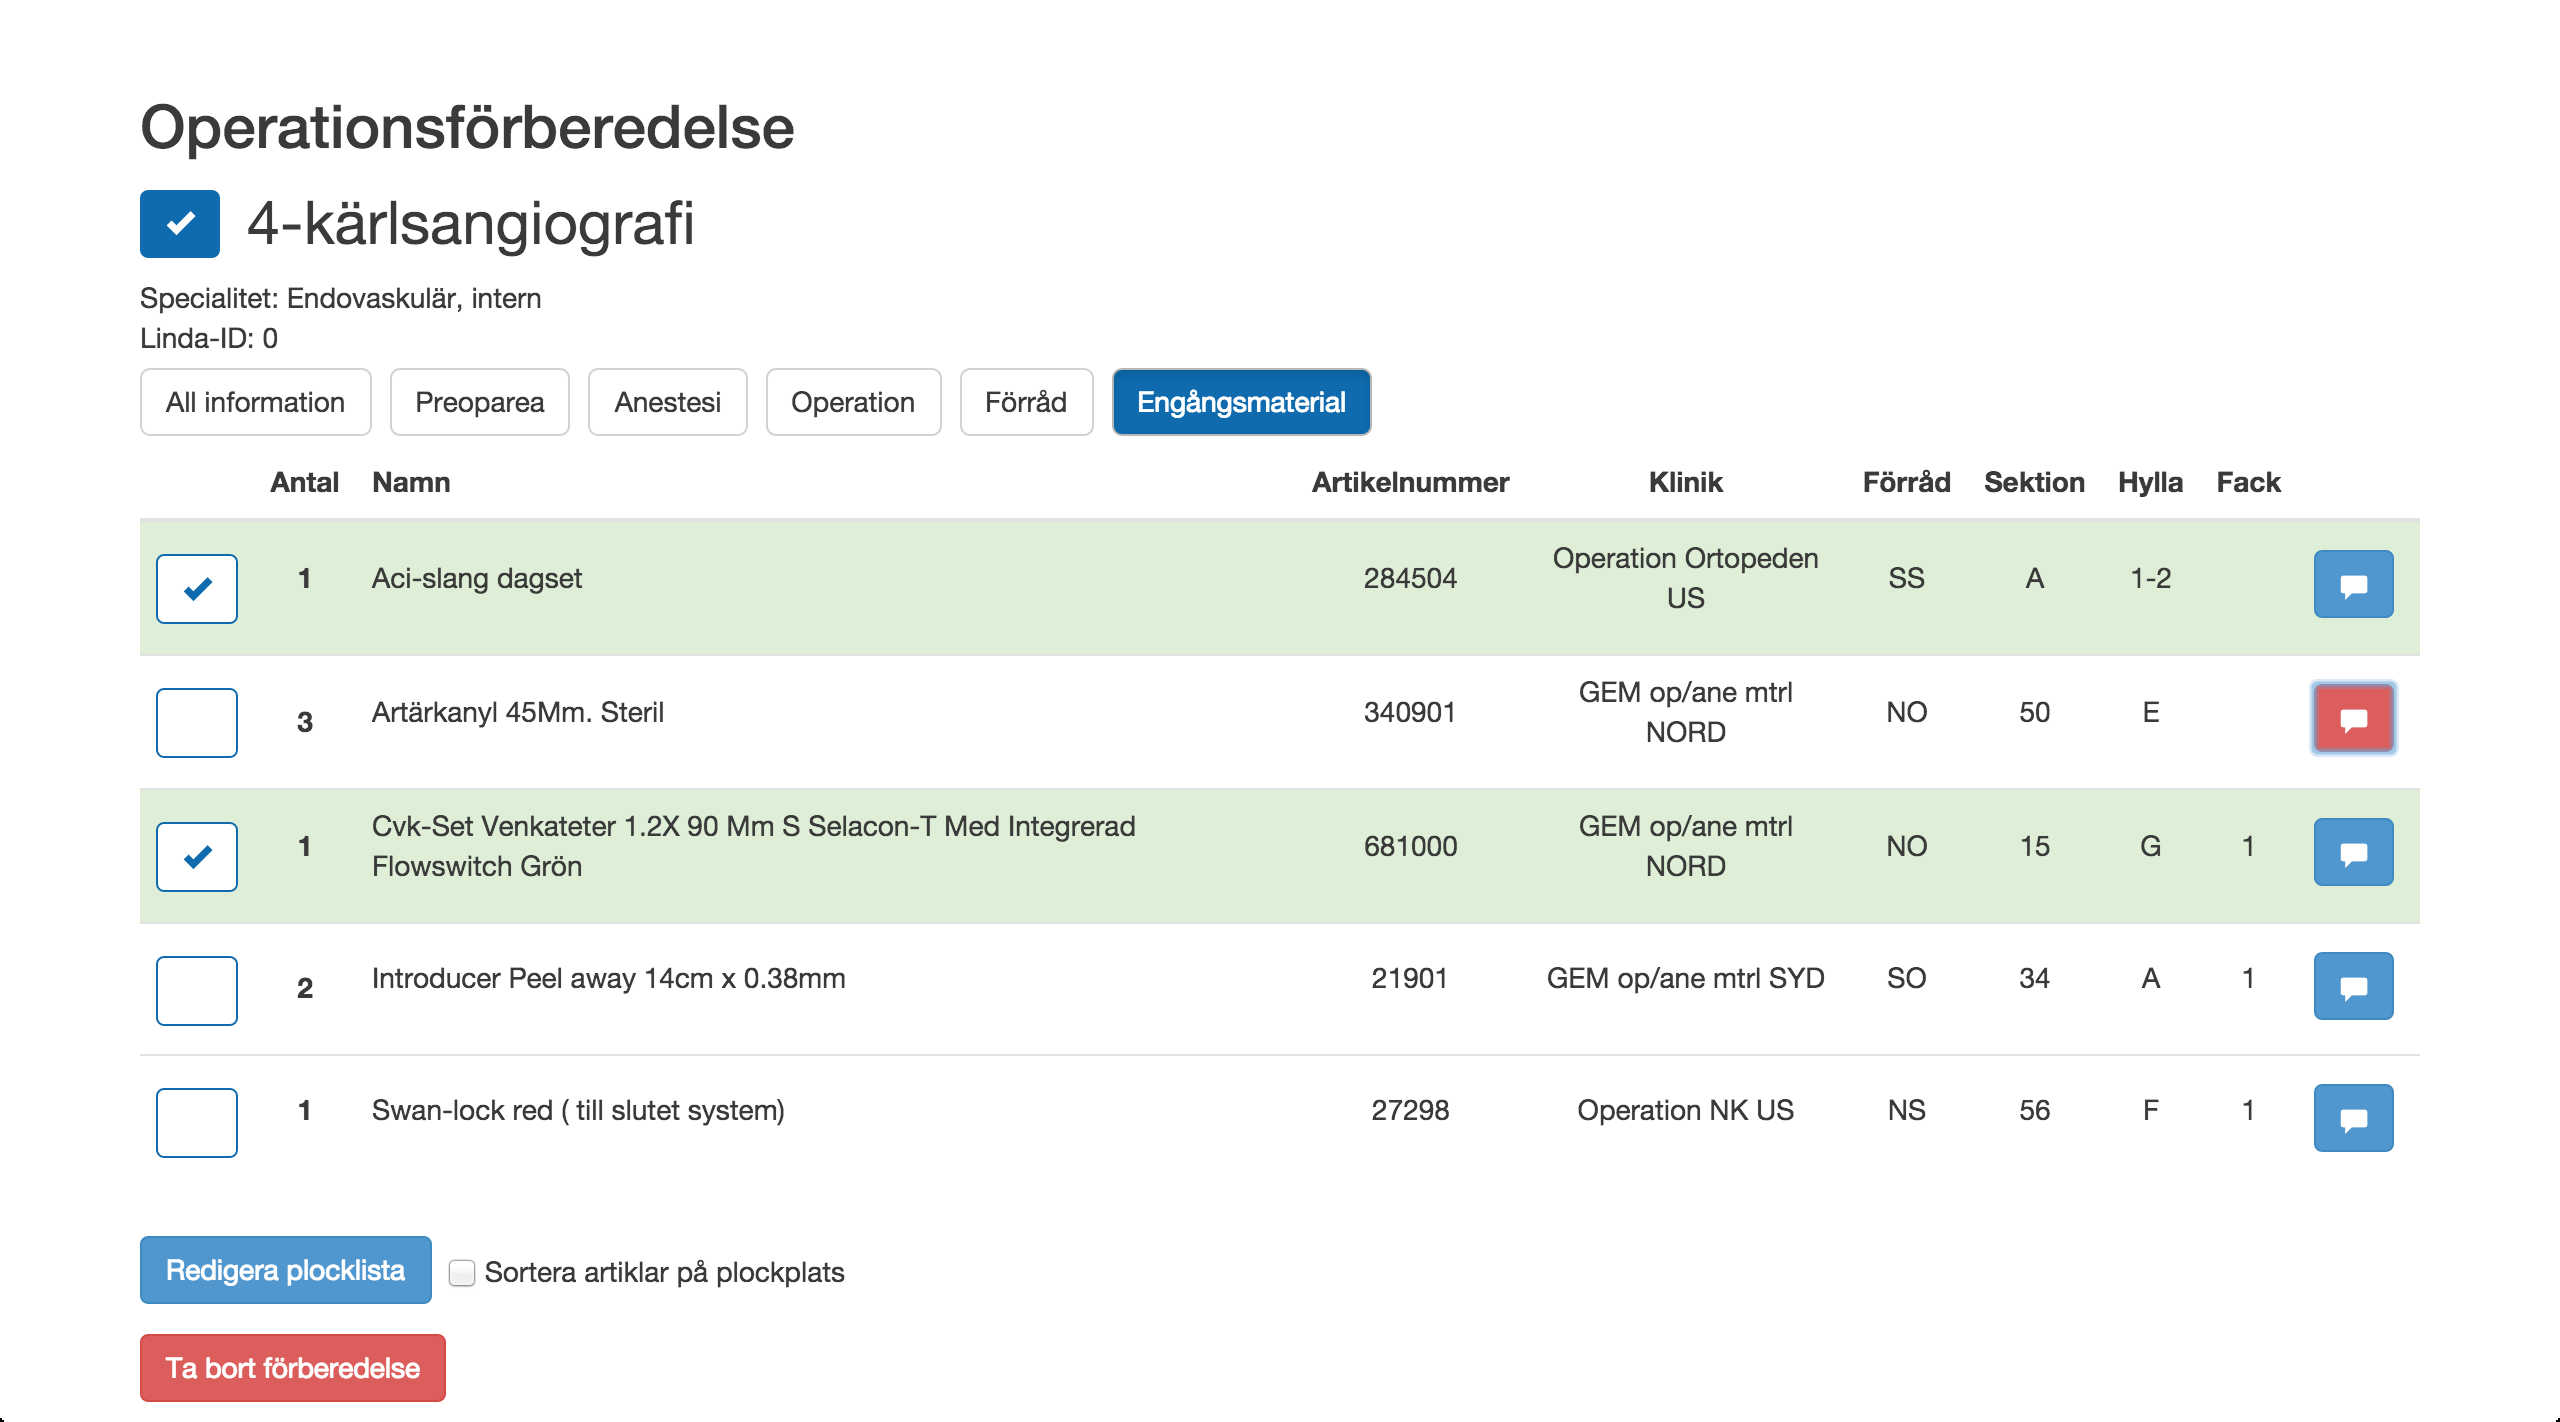 Operationsförberedelse
4-kärlsangiografi
Specialitet: Endovaskulär, intern
Linda-ID: 0
All information Preoparea Anestesi Operation Förråd Engångsmaterial
Antal Namn Artikelnummer Klinik Förråd Sektion Hylla Fack
1 Aci-slang dagset 284504 Operation Ortopeden SS A 1-2
US
3 Artärkanyl 45Mm. Steril 340901 GEM op/ane mtrl NO 50 E
NORD
1 Cvk-Set Venkateter 1.2X 90 Mm S Selacon-T Med Integrerad 681000 GEM op/ane mtrl NO 15 G 1
Flowswitch Grön NORD
2 Introducer Peel away 14cm x 0.38mm 21901 GEM op/ane mtrl SYD SO 34 A 1
1 Swan-lock red ( till slutet system) 27298 Operation NK US NS 56 F 1
Redigera plocklista Sortera artiklar på plockplats
Ta bort förberedelse